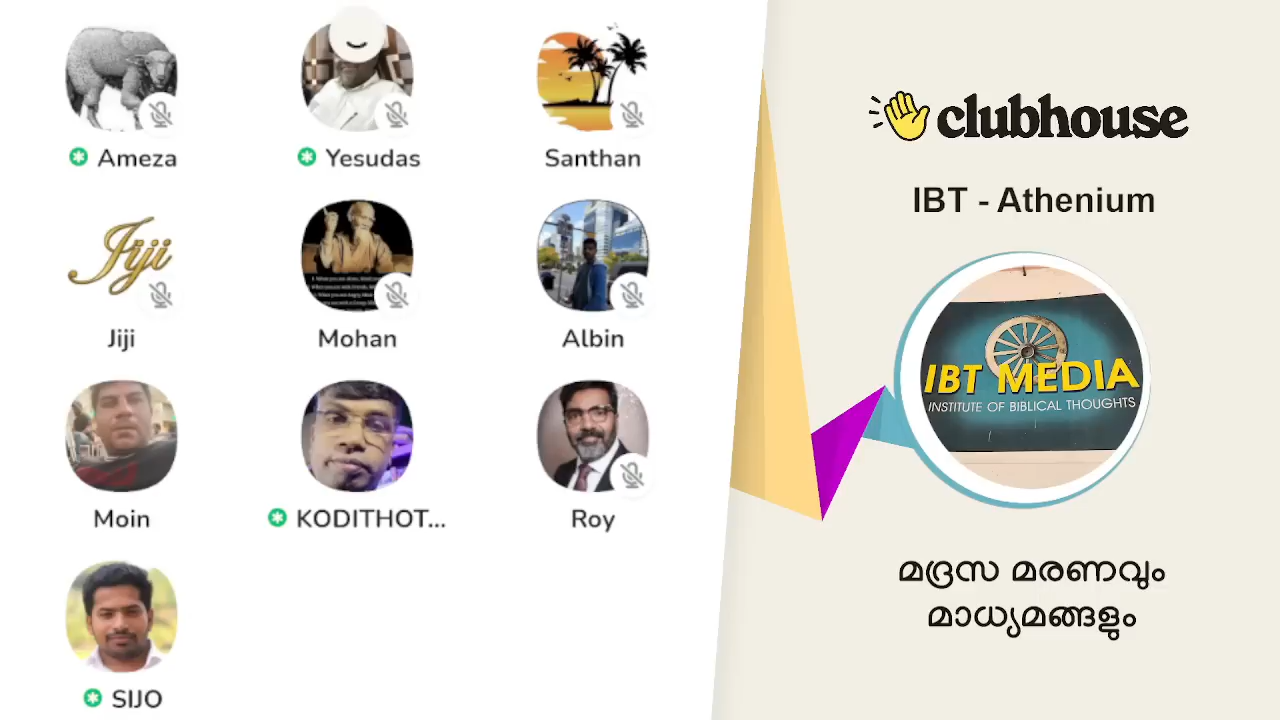 Ameza
Yesudas
Santhan
Jiji
Jiji
Mohan
Albin
Moin
KODITHOT...
Roy
SIJO
clubhouse
IBT - Athenium
IBT MEDIA
INSTITUTE OF BIBLICAL THOUGHTS
മദ്രസ മരണവും
മാധ്യമങ്ങളും